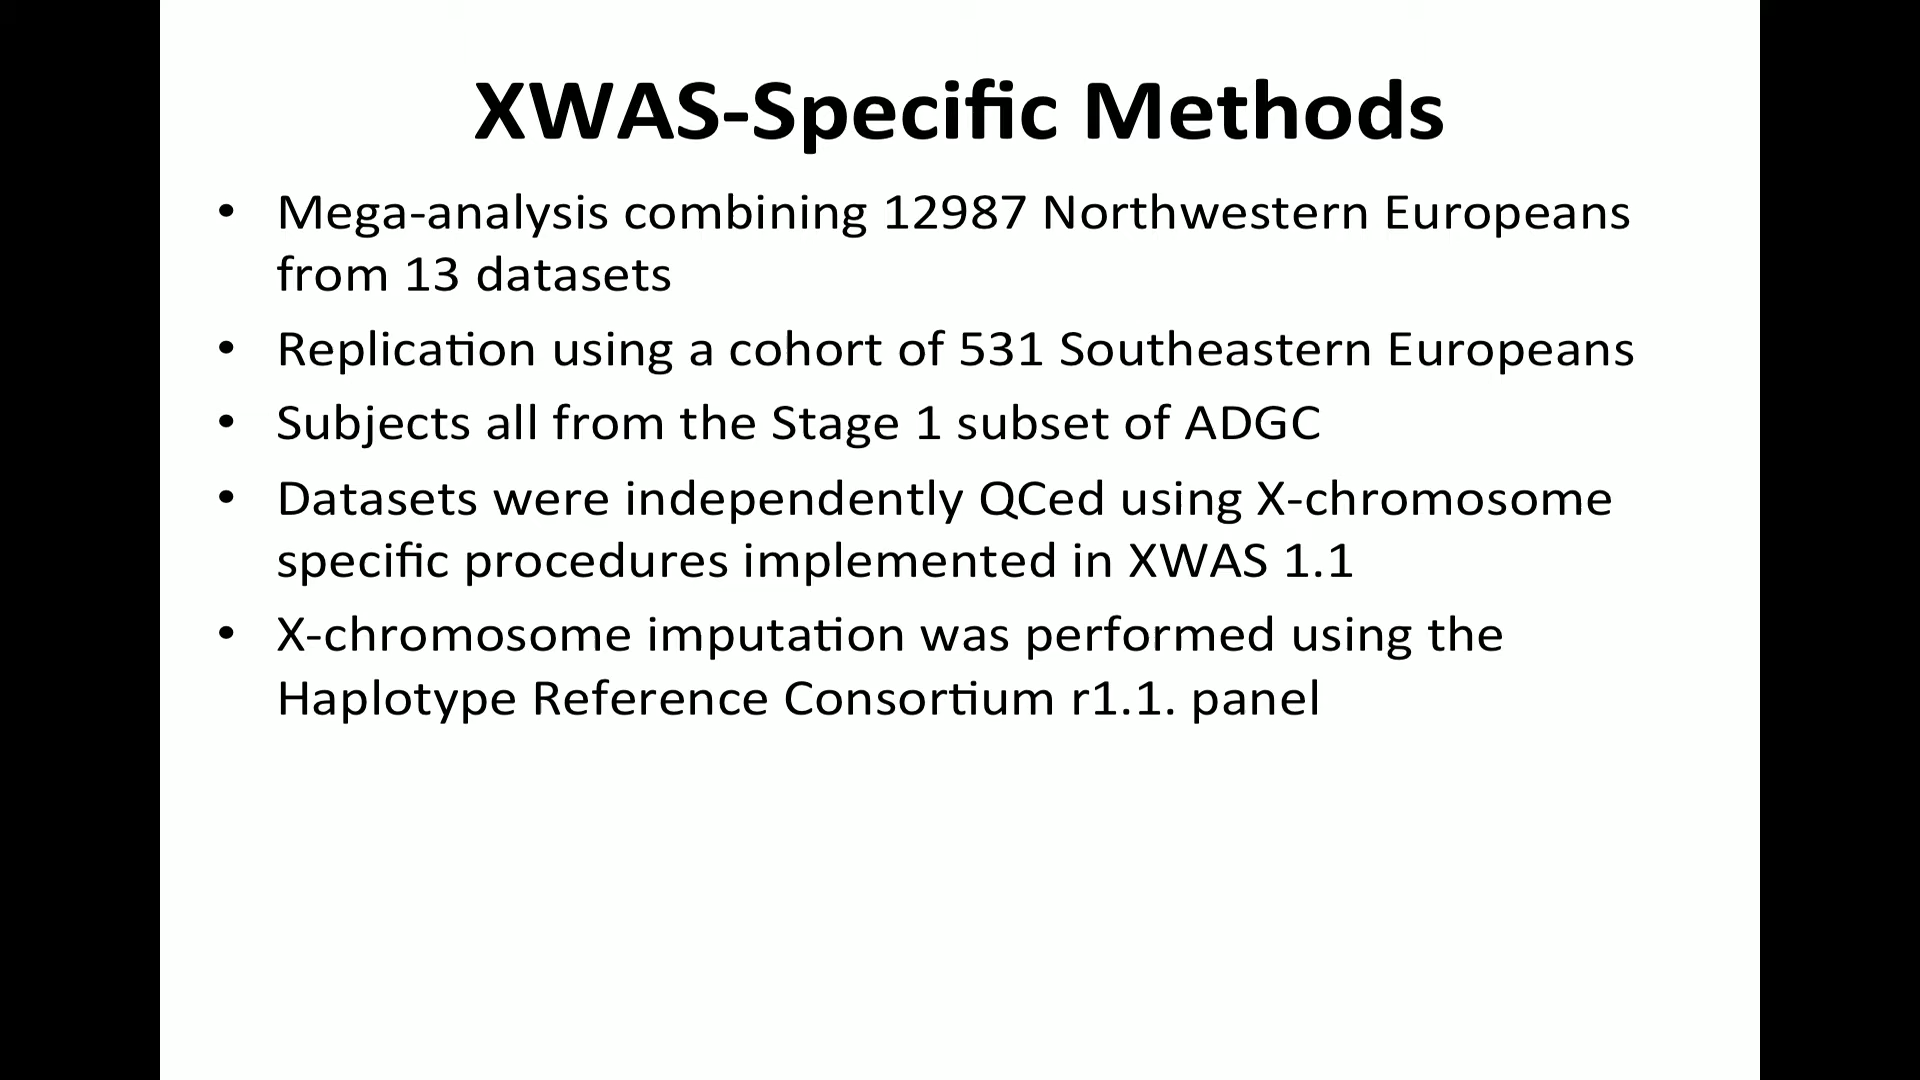 XWAS-Specific Methods
• Mega-analysis combining 12987 Northwestern Europeans
from 13 datasets
• Replication using a cohort of 531 Southeastern Europeans
• Subjects all from the Stage 1 subset of ADGC
• Datasets were independently QCed using X-chromosome
specific procedures implemented in XWAS 1.1
• X-chromosome imputation was performed using the
Haplotype Reference Consortium r1.1. panel